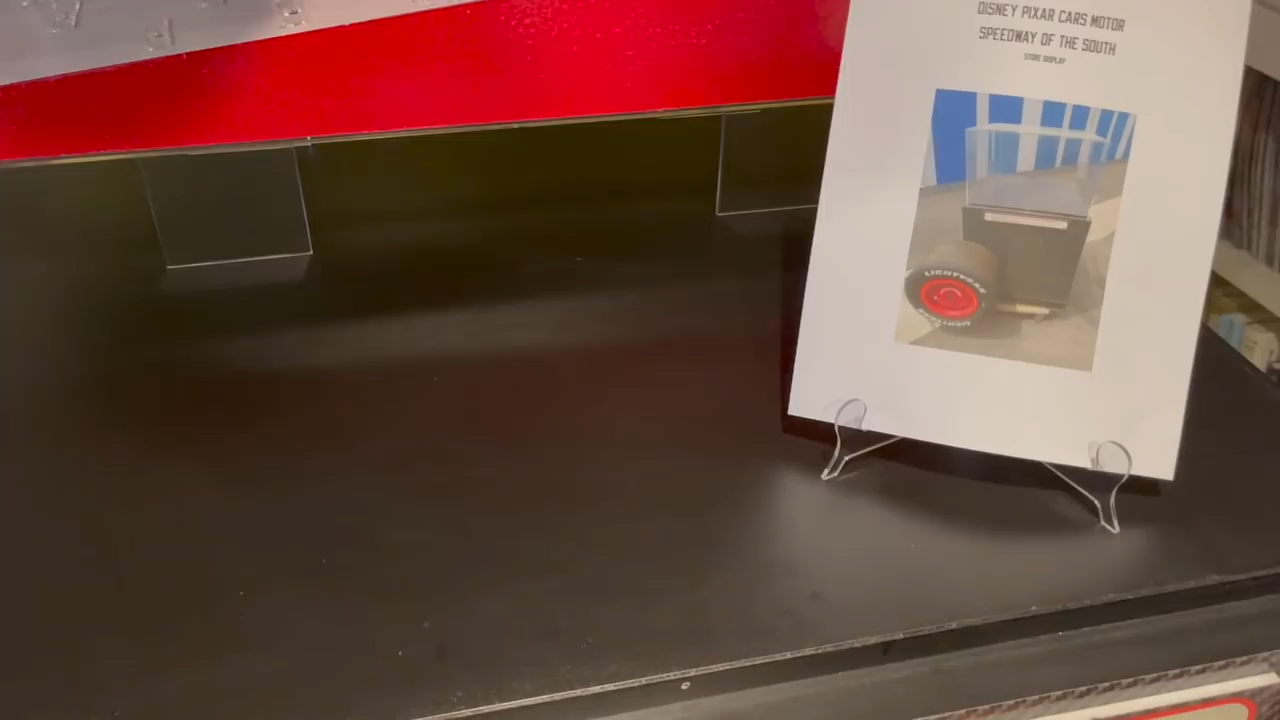 DISNEY PIXAR CARS MOTOR
SPEEDWAY OF THE SOUTH
STORE DISPLAY
LIGHTYEAR